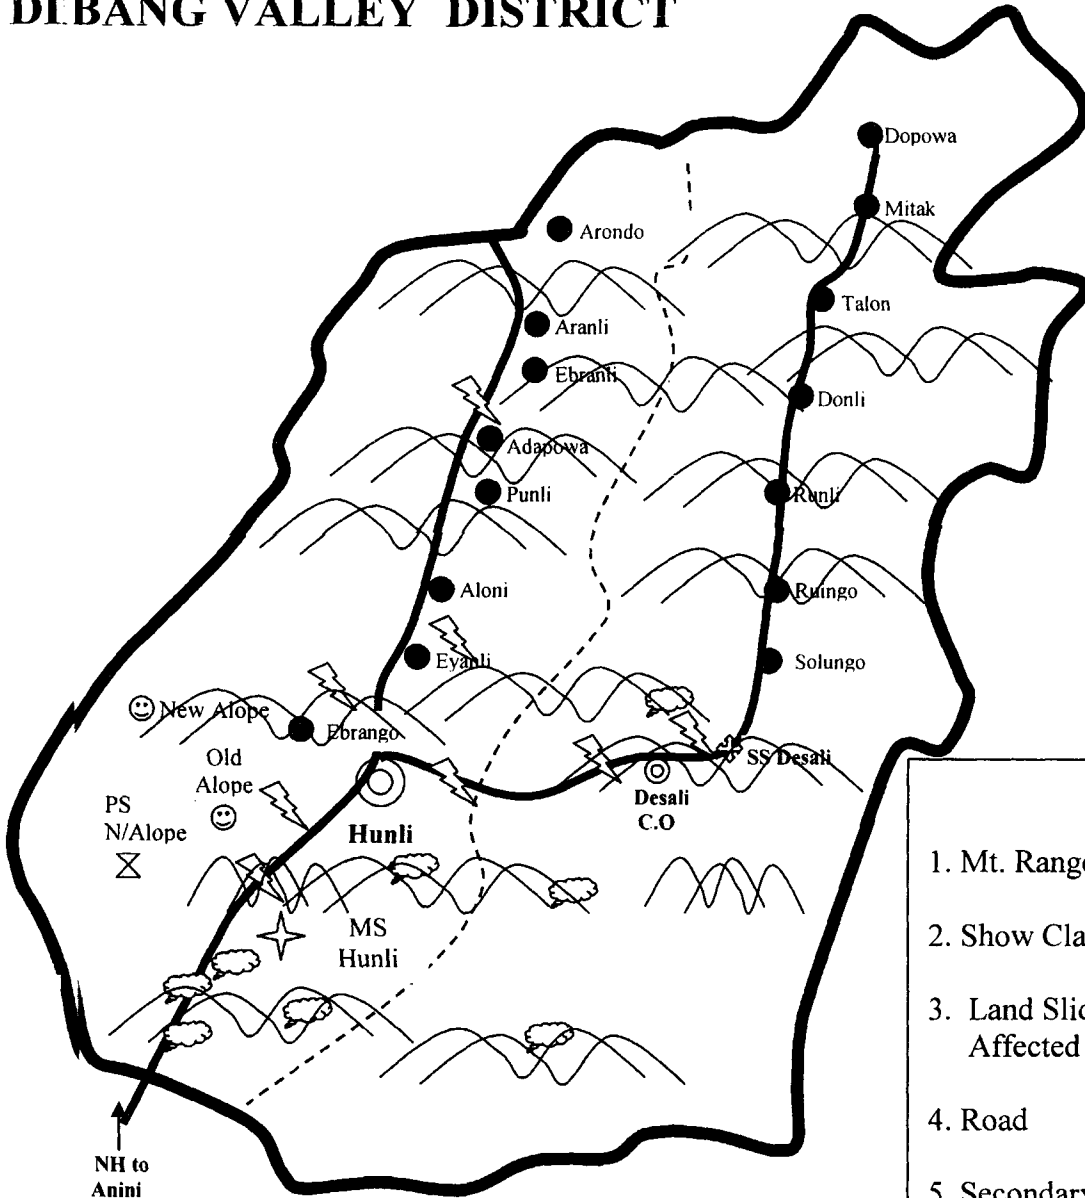 DIBANG VALLEY DISTRICT
Dopowa
Mitak
Arondo
Talon
Aranli
Ebranli
Donli
Adapowa
Punli
Runli
Aloni
Ruingo
Eyanli
Solungo
New Alope
Ebrango
Old
Alope
SS Desali
PS
N/Alope
Desali
C.O
Hunli
MS
Hunli
1. Mt. Range
2. Show Cla
3. Land Slid
Affected
4. Road
5. Secondary
NH to
Anini